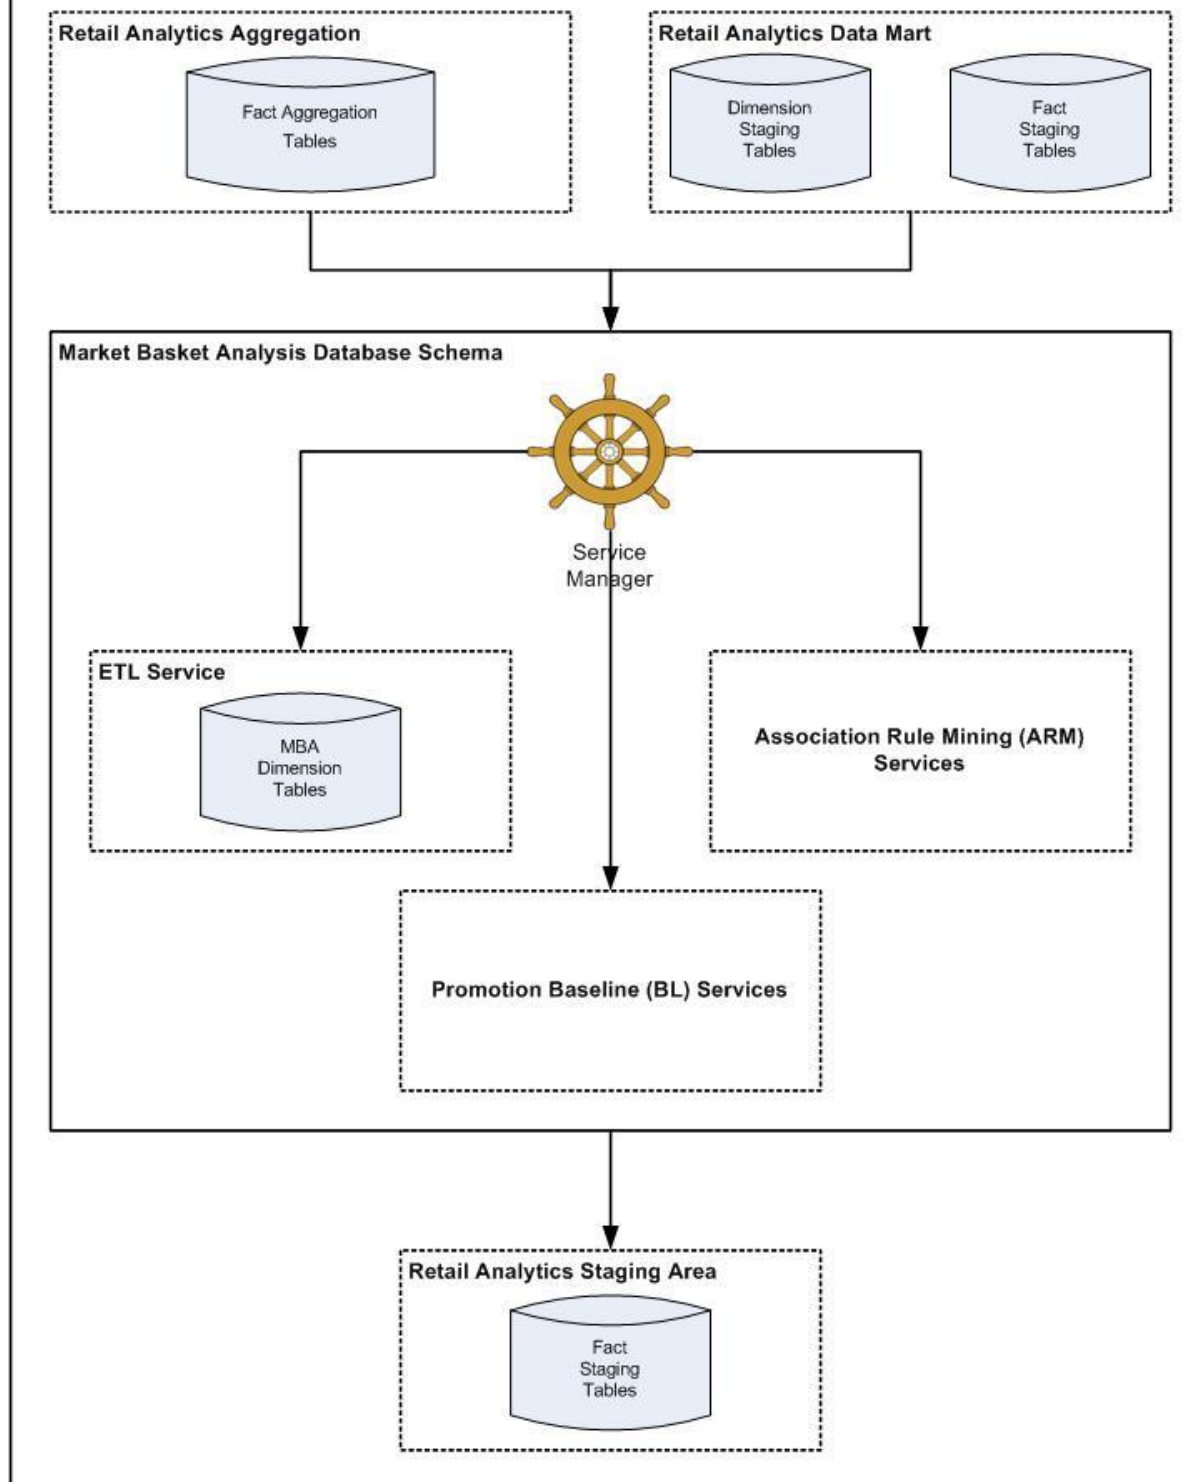 Retail Analytics Aggregation
Fact Aggregation
Tables
Retail Analytics Data Mart
Dimension
Staging
Tables
Fact
Staging
Tables
Market Basket Analysis Database Schema
Service
Manager
ETL Service
MBA
Dimension
Tables
Association Rule Mining (ARM)
Services
Promotion Baseline (BL) Services
Retail Analytics Staging Area
Fact
Staging
Tables